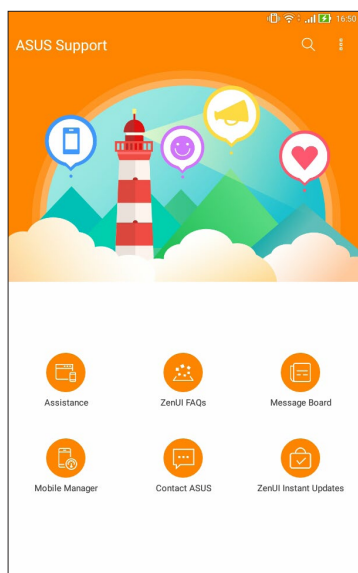 16:50
ASUS Support
Assistance
ZenUI FAQs
Message Board
Mobile Manager
Contact ASUS
ZenUI Instant Updates